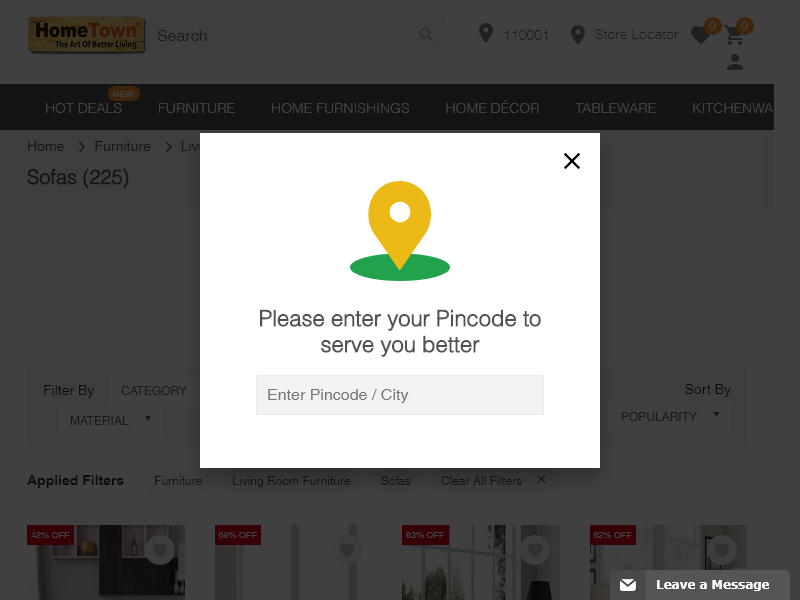 HomeTown
The Art Of Better Living
Search
110001
Store Locator
0
0
NEW
HOT DEALS
FURNITURE
HOME FURNISHINGS
HOME DÉCOR
TABLEWARE
KITCHENWA
Home
Furniture
Livi
Sofas (225)
Please enter your Pincode to
serve you better
Enter Pincode / City
Filter By
CATEGORY
Sort By
MATERIAL
POPULARITY
Applied Filters
Furniture
Living Room Furniture
Sofas
Clear All Filters
42% OFF
69% OFF
63% OFF
62% OFF
Leave a Message